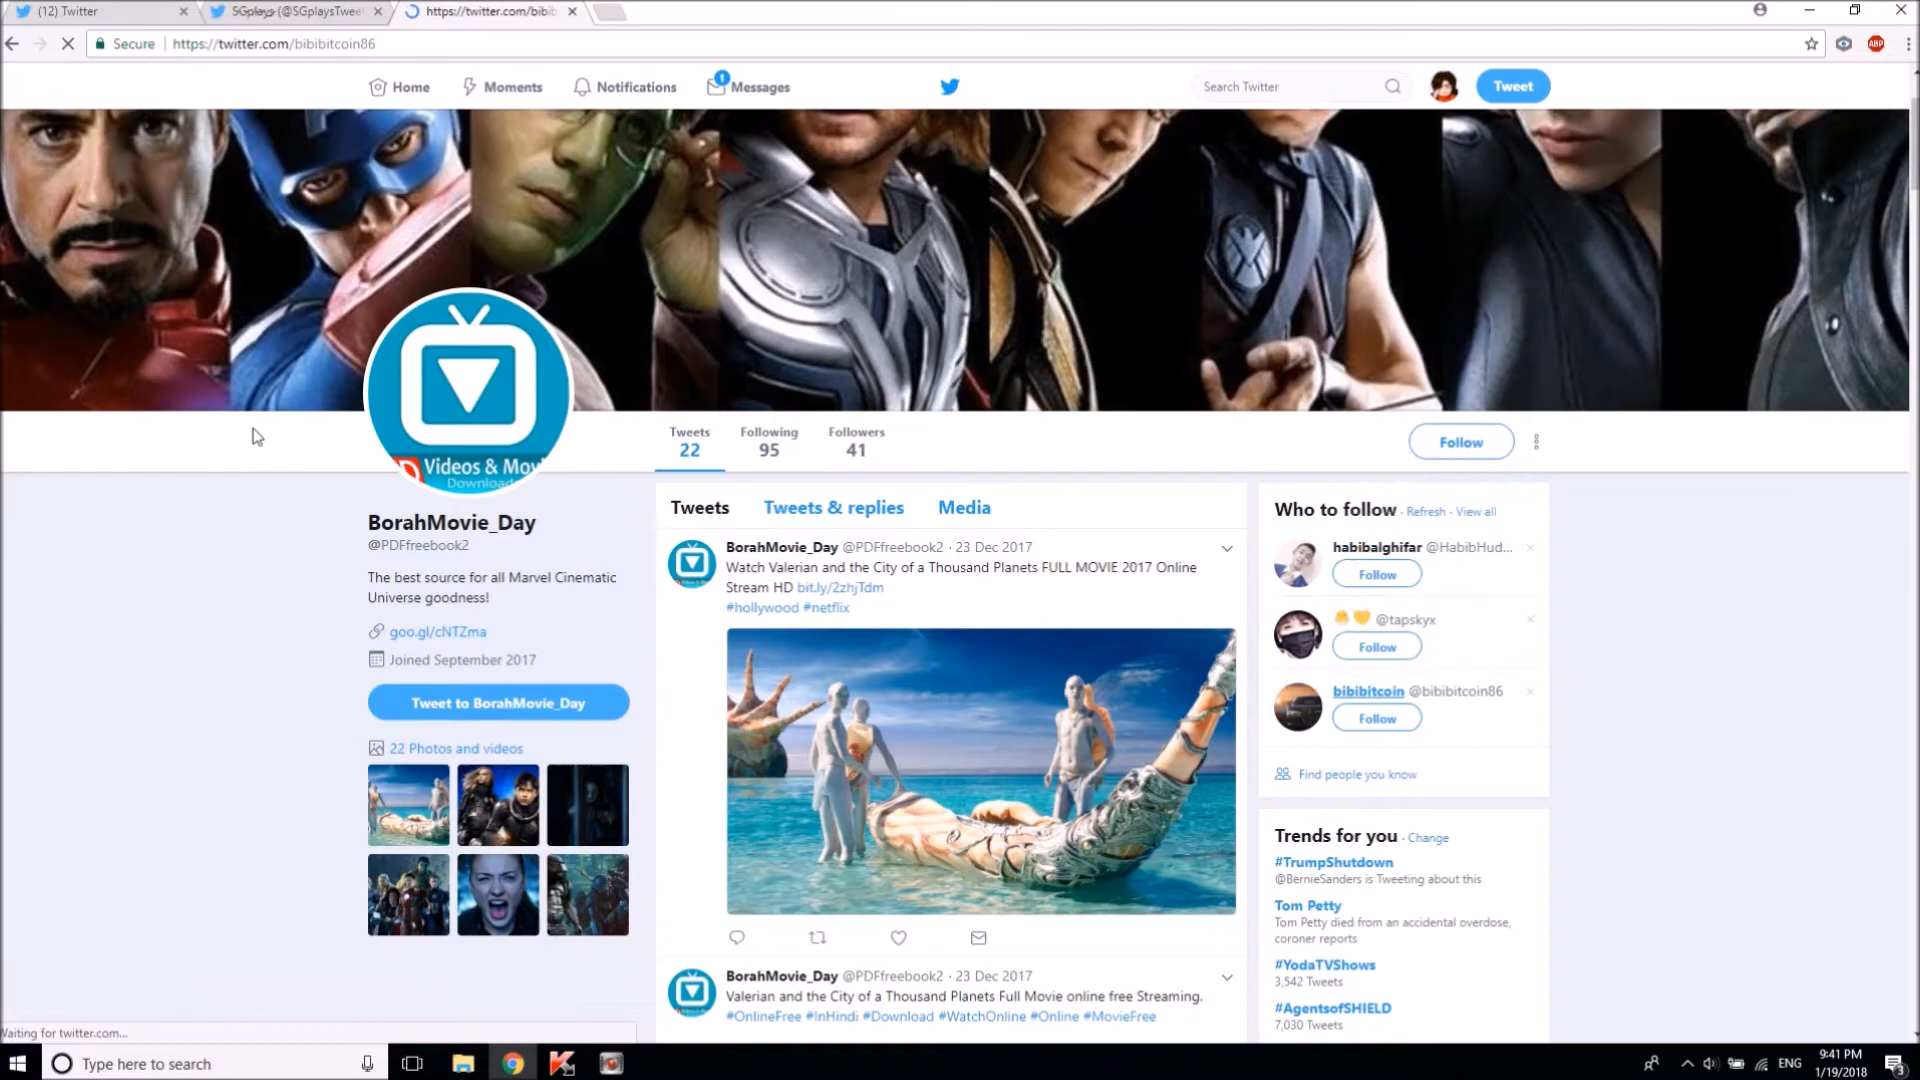 (12) Twitter
SGplays (@SGplaysTweet
https://twitter.com/bibib
Secure
https://twitter.com/bibibitcoin86
ABP
Home
Moments
Notifications
1
Messages
Search Twitter
Tweet
Videos & Mov
Download
Tweets
22
Following
95
Followers
41
Follow
BorahMovie_Day
@PDFfreebook2
The best source for all Marvel Cinematic
Universe goodness!
goo.gl/cNTZma
Joined September 2017
Tweet to BorahMovie_Day
22 Photos and videos
Tweets
Tweets & replies
Media
BorahMovie_Day @PDFfreebook2 · 23 Dec 2017
Watch Valerian and the City of a Thousand Planets FULL MOVIE 2017 Online
Stream HD bit.ly/2zhjTdm
#hollywood #netflix
BorahMovie_Day @PDFfreebook2 · 23 Dec 2017
Valerian and the City of a Thousand Planets Full Movie online free Streaming.
#OnlineFree #InHindi #Download #WatchOnline #Online #MovieFree
Who to follow · Refresh · View all
habibalghifar @HabibHud...
Follow
@tapskyx
Follow
bibibitcoin @bibibitcoin86
Follow
Find people you know
Trends for you · Change
#TrumpShutdown
@BernieSanders is Tweeting about this
Tom Petty
Tom Petty died from an accidental overdose,
coroner reports
#YodaTVShows
3,542 Tweets
#AgentsofSHIELD
7,030 Tweets
Waiting for twitter.com...
Type here to search
ENG
9:41 PM
1/19/2018
3